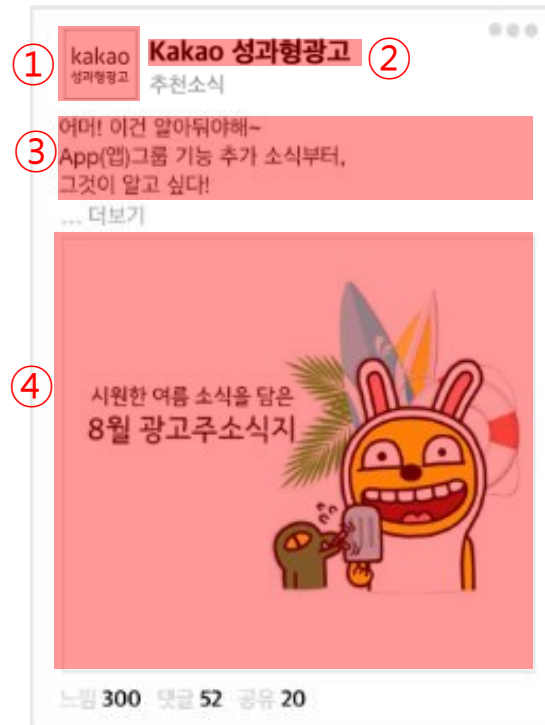 ①
kakao
성과형광고
Kakao 성과형광고
②
추천소식
③
어머! 이건 알아둬야해~
App(앱)그룹 기능 추가 소식부터,
그것이 알고 싶다!
... 더보기
④
시원한 여름 소식을 담은
8월 광고주소식지
느낌 300 댓글 52 공유 20